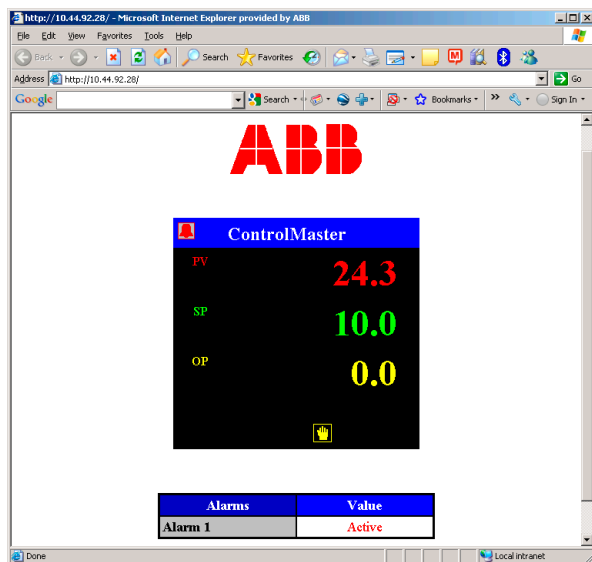 http://10.44.92.28/ - Microsoft Internet Explorer provided by ABB
File Edit View Favorites Tools Help
Back Search Favorites
Address http://10.44.92.28/ Go
Google Search Bookmarks Sign In
ABB
ControlMaster
PV 24.3
SP 10.0
OP 0.0
Alarms Value
Alarm 1 Active
Done Local intranet